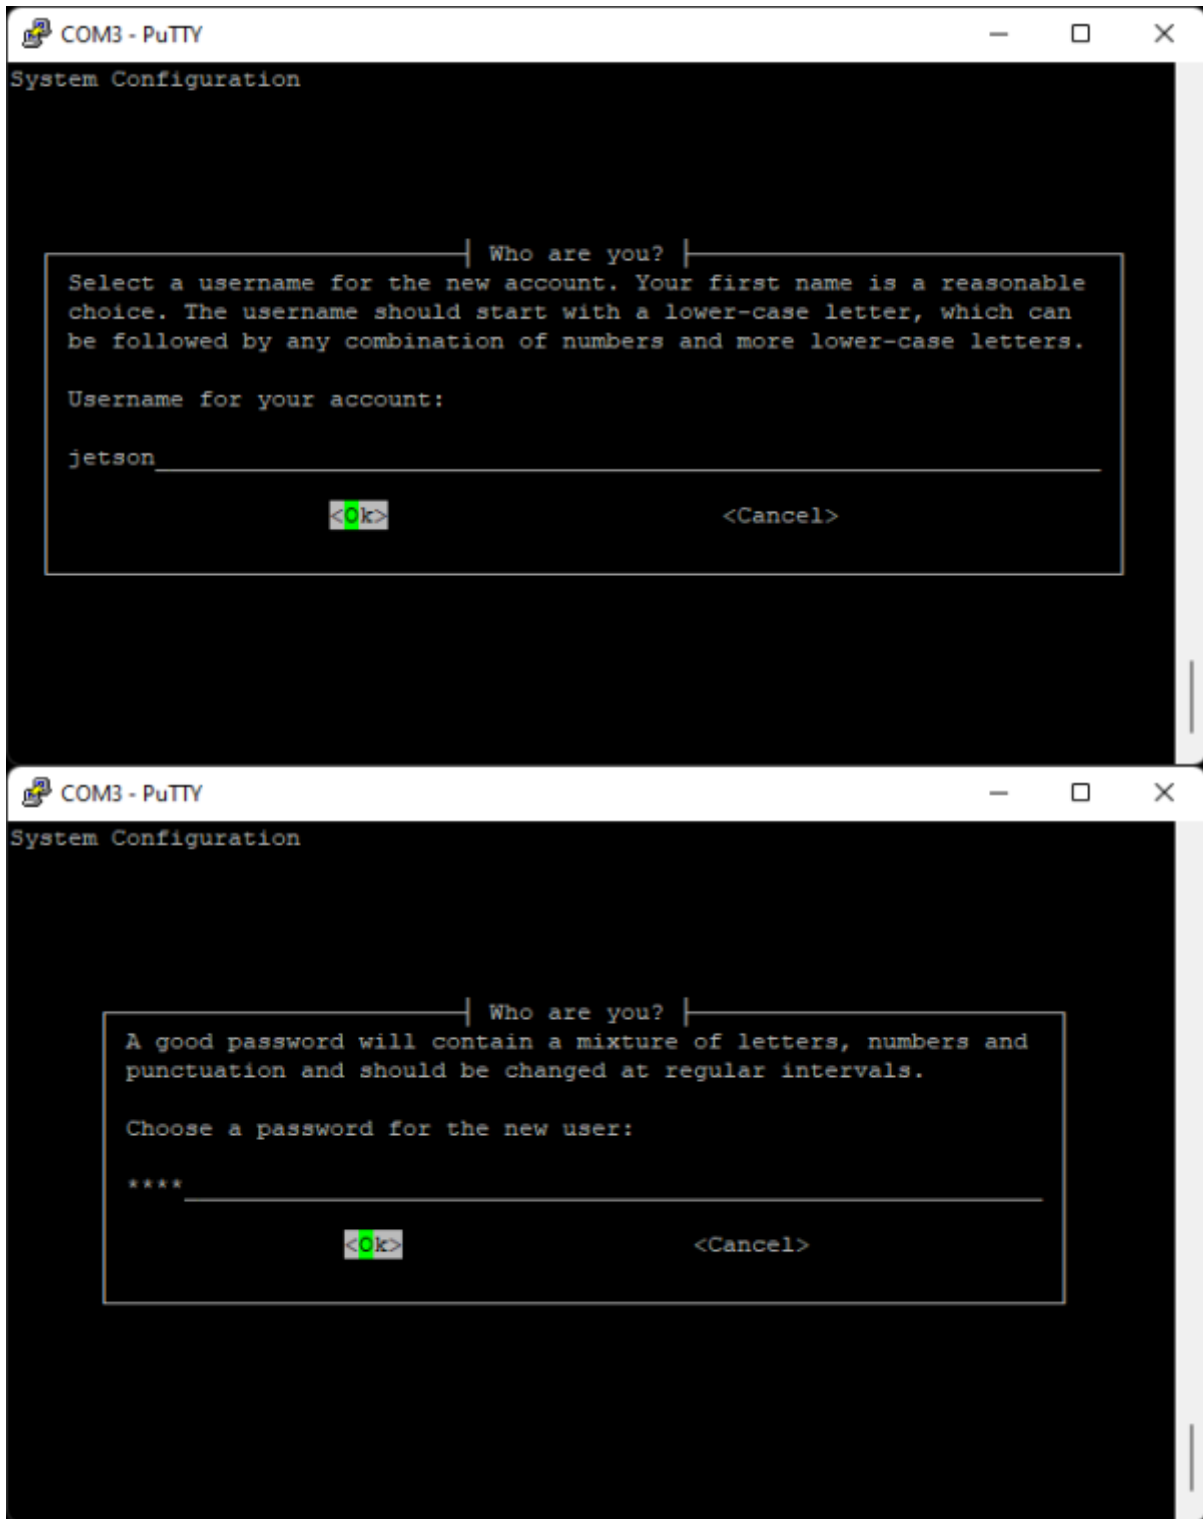 COM3 - PuTTY
System Configuration
Who are you?
Select a username for the new account. Your first name is a reasonable
choice. The username should start with a lower-case letter, which can
be followed by any combination of numbers and more lower-case letters.
Username for your account:
jetson
<Ok> <Cancel>
COM3 - PuTTY
System Configuration
Who are you?
A good password will contain a mixture of letters, numbers and
punctuation and should be changed at regular intervals.
Choose a password for the new user:
****
<Ok> <Cancel>